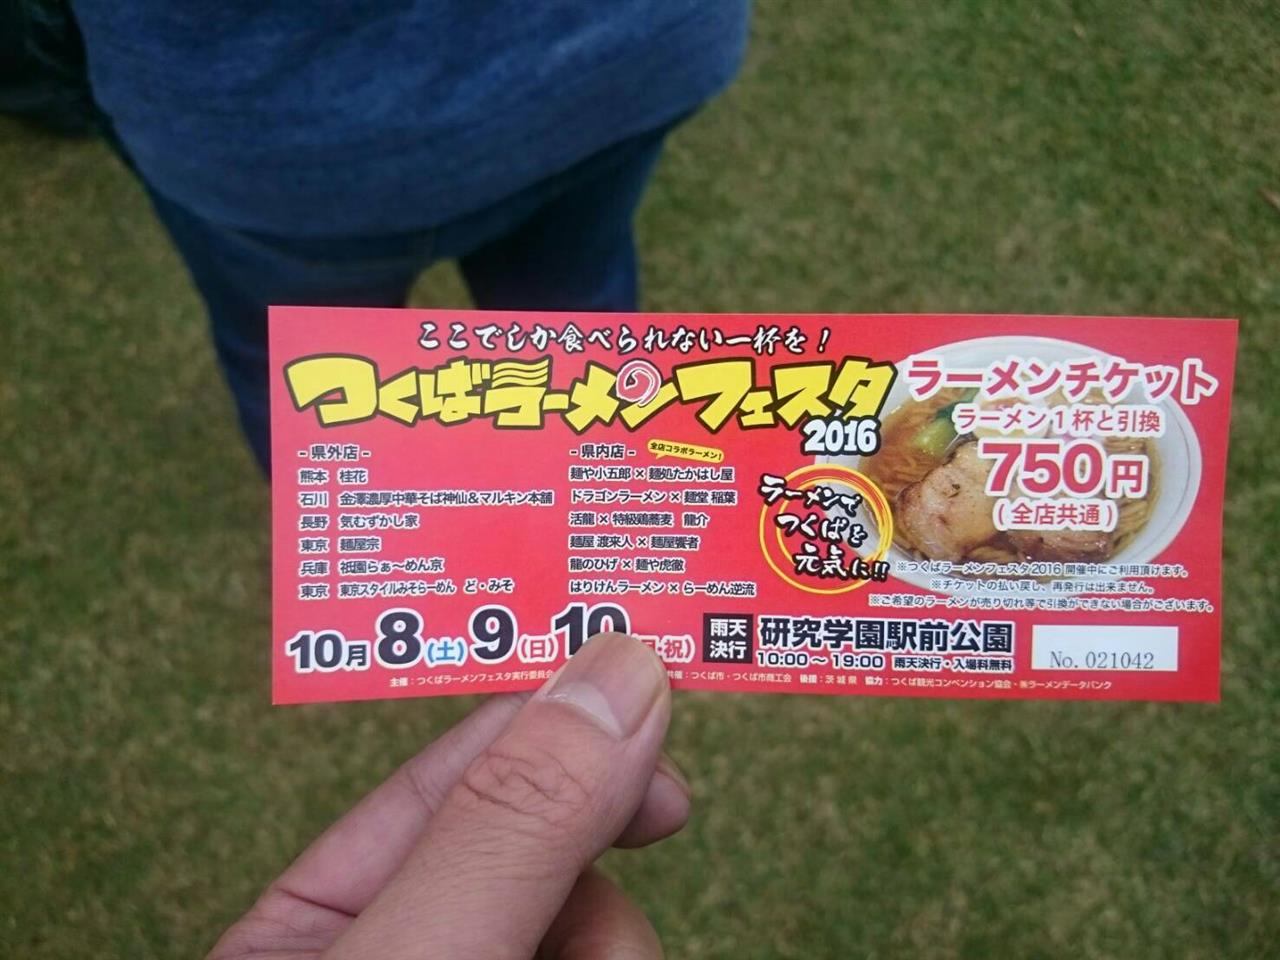 ここでしか食べられない一杯を!
つくばラーメンフェスタ
2016
- 県外店 -
熊本 桂花
石川 金澤濃厚中華そば神仙&マルキン本舗
長野 気むずかし家
東京 麺屋宗
兵庫 祇園らぁ〜めん京
東京 東京スタイルみそらーめん ど・みそ
- 県内店 -
全店コラボラーメン!
麺や小五郎 × 麺処たかはし屋
ドラゴンラーメン × 麺堂 稲葉
活龍 × 特級鶏蕎麦 龍介
麺屋 渡来人 × 麺屋饗者
龍のひげ × 麺や虎徹
はりけんラーメン × らーめん逆流
ラーメンで
つくばを
元気に!!
ラーメンチケット
ラーメン1杯と引換
750円
(全店共通)
※つくばラーメンフェスタ2016 開催中にご利用頂けます。
※チケットの払い戻し、再発行は出来ません。
※ご希望のラーメンが売り切れ等で引換ができない場合がございます。
10月8(土)9(日)10(月・祝)
雨天決行
研究学園駅前公園
10:00〜19:00 雨天決行・入場料無料
No. 021042
主催:つくばラーメンフェスタ実行委員会 共催:つくば市・つくば市商工会 後援:茨城県 協力:つくば観光コンベンション協会・㈱ラーメンデータバンク